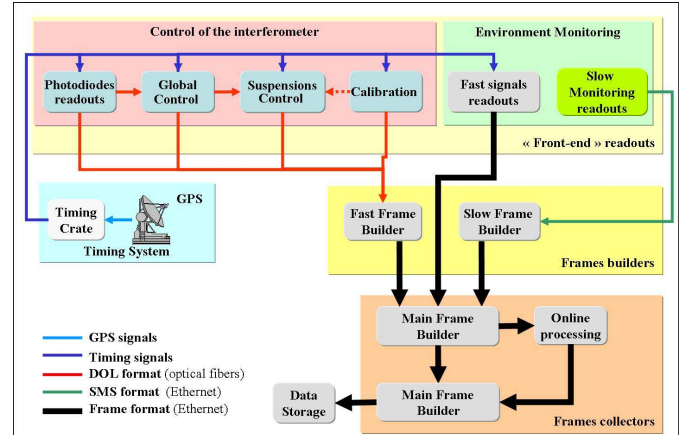 Control of the interferometer
Environment Monitoring
Photodiodes
readouts
Global
Control
Suspensions
Control
Calibration
Fast signals
readouts
Slow
Monitoring
readouts
« Front-end » readouts
GPS
Timing
Crate
Timing System
Fast Frame
Builder
Slow Frame
Builder
Frames builders
Main Frame
Builder
Online
processing
Main Frame
Builder
Data
Storage
Frames collectors
GPS signals
Timing signals
DOL format (optical fibers)
SMS format (Ethernet)
Frame format (Ethernet)